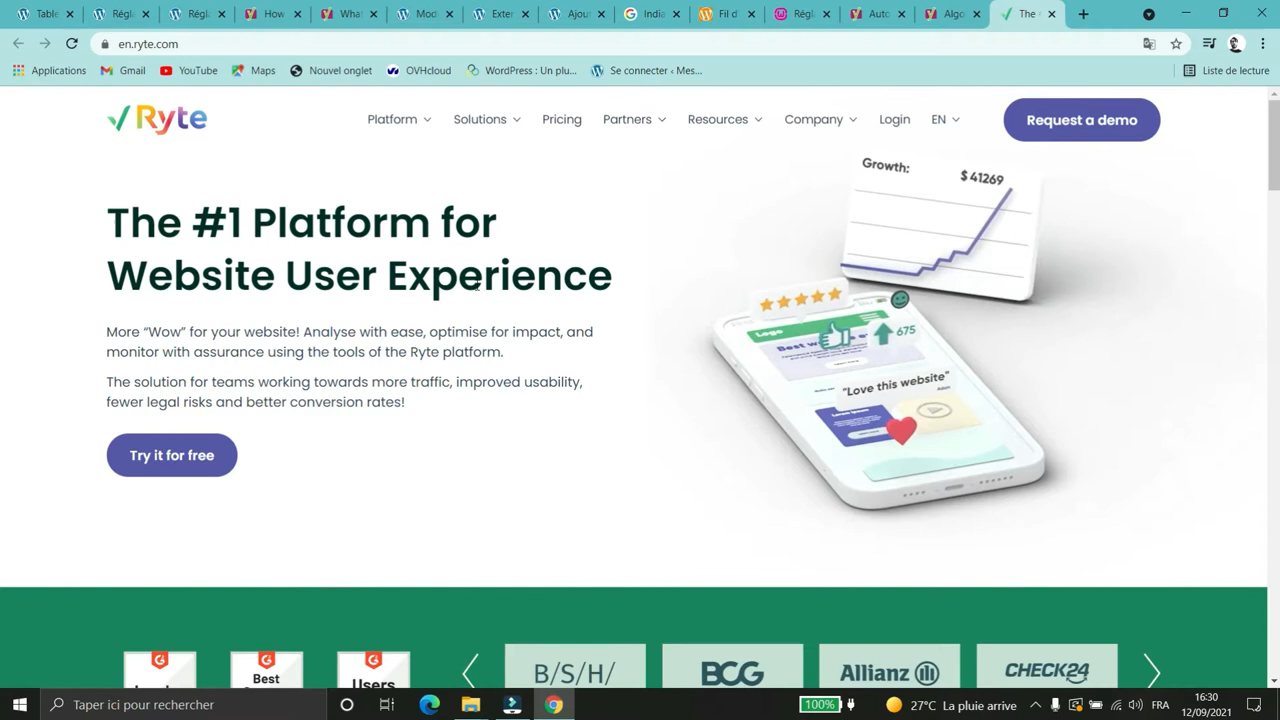 Table
Régla
Régla
How
What
Mod
Exter
Ajou
India
Fil d'
Régl
Auto
Algo
The
en.ryte.com
Applications
Gmail
YouTube
Maps
Nouvel onglet
OVHcloud
WordPress : Un plu...
Se connecter ‹ Mes...
Liste de lecture
Ryte
Platform
Solutions
Pricing
Partners
Resources
Company
Login
EN
Request a demo
The #1 Platform for
Website User Experience
More “Wow” for your website! Analyse with ease, optimise for impact, and
monitor with assurance using the tools of the Ryte platform.
The solution for teams working towards more traffic, improved usability,
fewer legal risks and better conversion rates!
Try it for free
Growth:
$ 41269
Logo
675
“Love this website”
Best
Users
B/S/H/
BCG
Allianz
CHECK24
Taper ici pour rechercher
100%
27°C La pluie arrive
FRA
16:30
12/09/2021